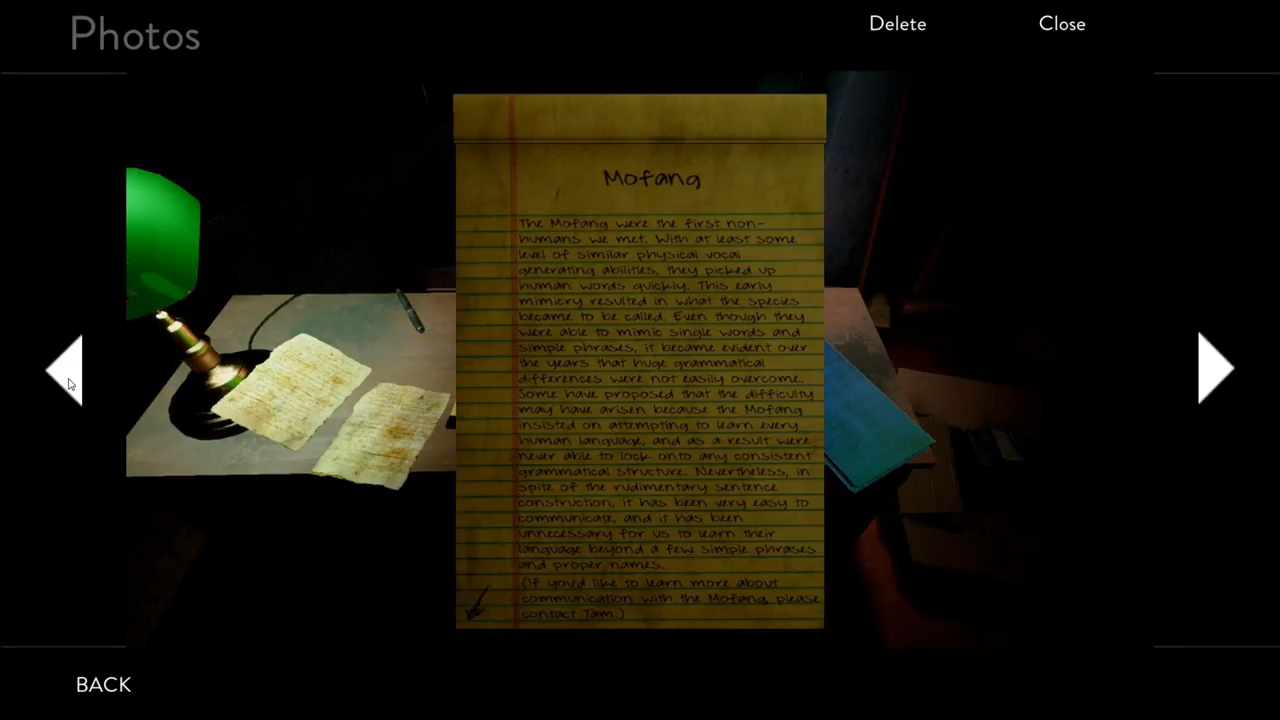 Photos
Delete
Close
Mofang
The Mofang were the first non-
humans we met. With at least some
level of similar physical vocal
generating abilities, they picked up
human words quickly. This early
mimicry resulted in what the species
became to be called. Even though they
were able to mimic single words and
simple phrases, it became evident over
the years that huge grammatical
differences were not easily overcome.
Some have proposed that the difficulty
may have arisen because the Mofang
insisted on attempting to learn every
human language, and as a result were
never able to lock onto any consistent
grammatical structure. Nevertheless, in
spite of the rudimentary sentence
construction, it has been very easy to
communicate, and it has been
unnecessary for us to learn their
language beyond a few simple phrases
and proper names.
(If you'd like to learn more about
communication with the Mofang, please
contact Tam.)
BACK